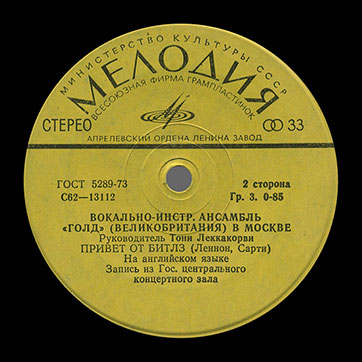 МИНИСТЕРСТВО КУЛЬТУРЫ СССР
МЕЛОДИЯ
ВСЕСОЮЗНАЯ ФИРМА ГРАМПЛАСТИНОК
СТЕРЕО 33
АПРЕЛЕВСКИЙ ОРДЕНА ЛЕНИНА ЗАВОД
ГОСТ 5289-73 2 сторона
С62—13112 Гр. 3. 0-85
ВОКАЛЬНО-ИНСТР. АНСАМБЛЬ
«ГОЛД» (ВЕЛИКОБРИТАНИЯ) В МОСКВЕ
Руководитель Тони Леккакорви
ПРИВЕТ ОТ БИТЛЗ (Леннон, Сарти)
На английском языке
Запись из Гос. центрального
концертного зала